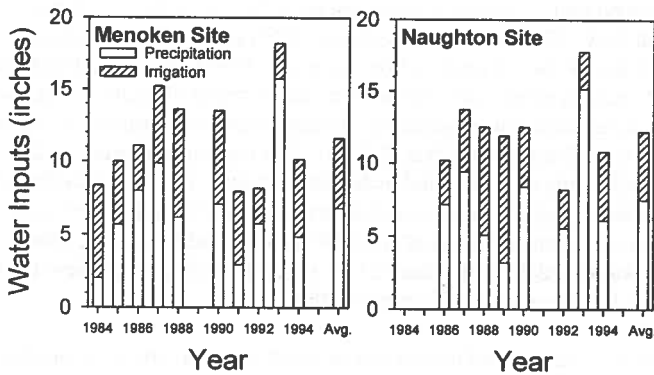 Menoken Site
Precipitation
Irrigation
Water Inputs (inches)
20
15
10
5
0
1984
1986
1988
1990
1992
1994
Avg.
Year
Naughton Site
20
15
10
5
0
1984
1986
1988
1990
1992
1994
Avg.
Year